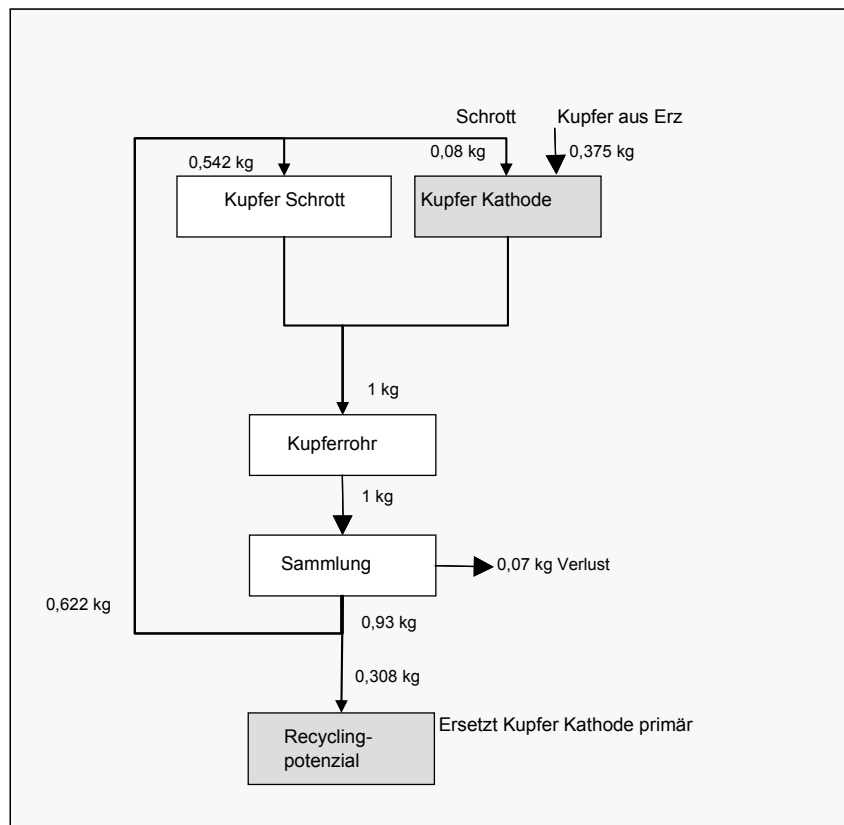 Schrott
Kupfer aus Erz
0,542 kg
0,08 kg
0,375 kg
Kupfer Schrott
Kupfer Kathode
1 kg
Kupferrohr
1 kg
Sammlung
0,07 kg Verlust
0,622 kg
0,93 kg
0,308 kg
Recycling-
potenzial
Ersetzt Kupfer Kathode primär